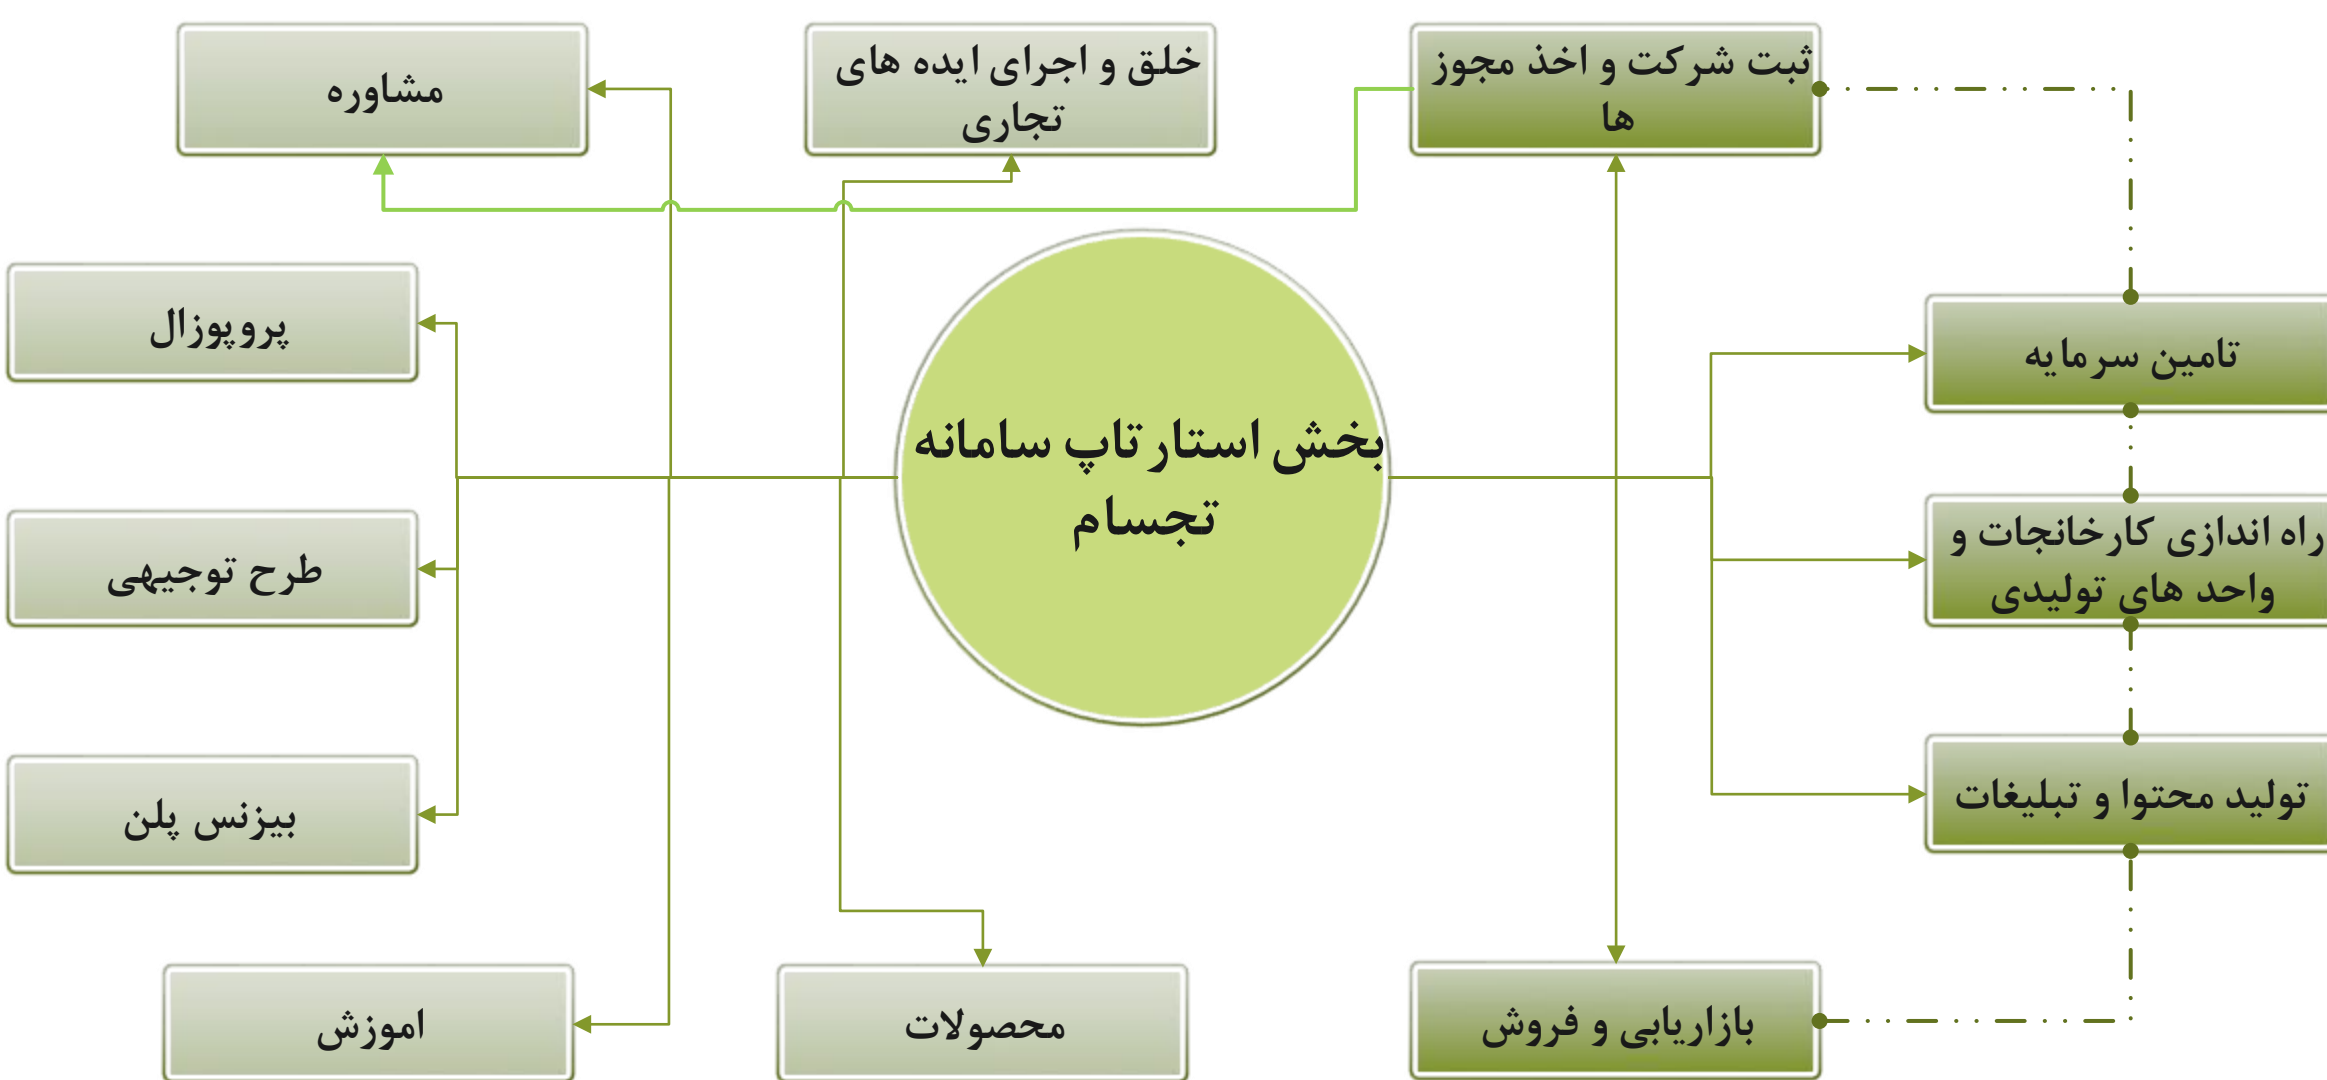 ثبت شرکت و اخذ مجوز
ها
خلق و اجرای ایده های
تجاری
مشاوره
تامین سرمایه
راه اندازی کارخانجات و
واحد های تولیدی
تولید محتوا و تبلیغات
بخش استارتاپ سامانه
تجسام
پروپوزال
طرح توجیهی
بیزنس پلن
بازاریابی و فروش
محصولات
اموزش